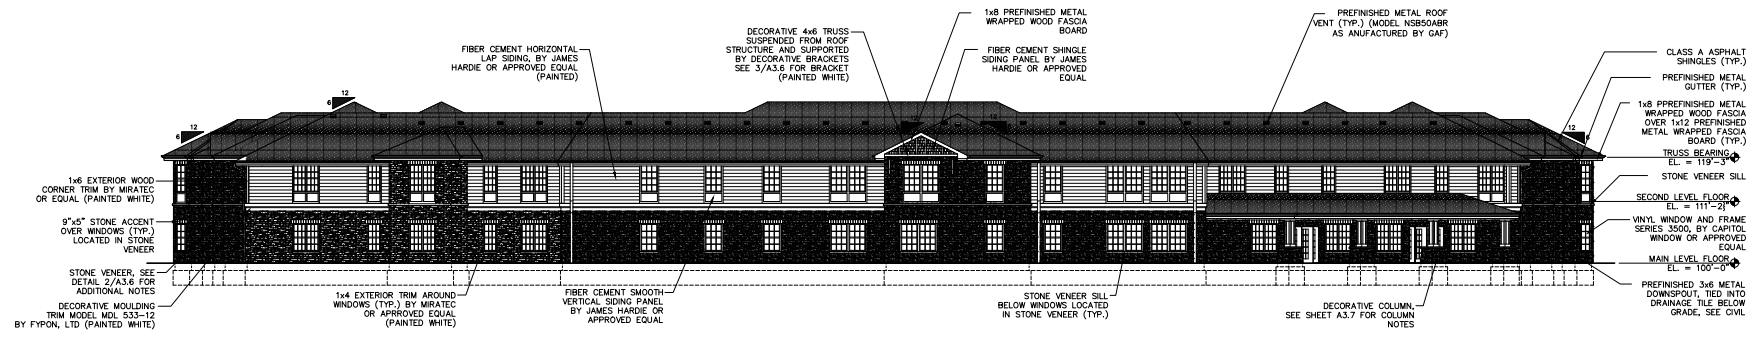 1x8 PREFINISHED METAL
WRAPPED WOOD FASCIA
BOARD
PREFINISHED METAL ROOF
VENT (TYP.) (MODEL NSB50ABR
AS ANUFACTURED BY GAF)
DECORATIVE 4x6 TRUSS
SUSPENDED FROM ROOF
STRUCTURE AND SUPPORTED
BY DECORATIVE BRACKETS
SEE 3/A3.6 FOR BRACKET
(PAINTED WHITE)
FIBER CEMENT HORIZONTAL
LAP SIDING, BY JAMES
HARDIE OR APPROVED EQUAL
(PAINTED)
FIBER CEMENT SHINGLE
SIDING PANEL BY JAMES
HARDIE OR APPROVED
EQUAL
CLASS A ASPHALT
SHINGLES (TYP.)
PREFINISHED METAL
GUTTER (TYP.)
1x8 PPREFINISHED METAL
WRAPPED WOOD FASCIA
OVER 1x12 PREFINISHED
METAL WRAPPED FASCIA
BOARD (TYP.)
12
6
12
6
12
12
12
6
TRUSS BEARING
EL. = 119'-3"
STONE VENEER SILL
SECOND LEVEL FLOOR
EL. = 111'-2½"
VINYL WINDOW AND FRAME
SERIES 3500, BY CAPITOL
WINDOW OR APPROVED
EQUAL
MAIN LEVEL FLOOR
EL. = 100'-0"
PREFINISHED 3x6 METAL
DOWNSPOUT, TIED INTO
DRAINAGE TILE BELOW
GRADE, SEE CIVIL
1x6 EXTERIOR WOOD
CORNER TRIM BY MIRATEC
OR EQUAL (PAINTED WHITE)
9"x5" STONE ACCENT
OVER WINDOWS (TYP.)
LOCATED IN STONE
VENEER
STONE VENEER, SEE
DETAIL 2/A3.6 FOR
ADDITIONAL NOTES
DECORATIVE MOULDING
TRIM MODEL MDL 533-12
BY FYPON, LTD (PAINTED WHITE)
1x4 EXTERIOR TRIM AROUND
WINDOWS (TYP.) BY MIRATEC
OR APPROVED EQUAL
(PAINTED WHITE)
FIBER CEMENT SMOOTH
VERTICAL SIDING PANEL
BY JAMES HARDIE OR
APPROVED EQUAL
STONE VENEER SILL
BELOW WINDOWS LOCATED
IN STONE VENEER (TYP.)
DECORATIVE COLUMN,
SEE SHEET A3.7 FOR COLUMN
NOTES